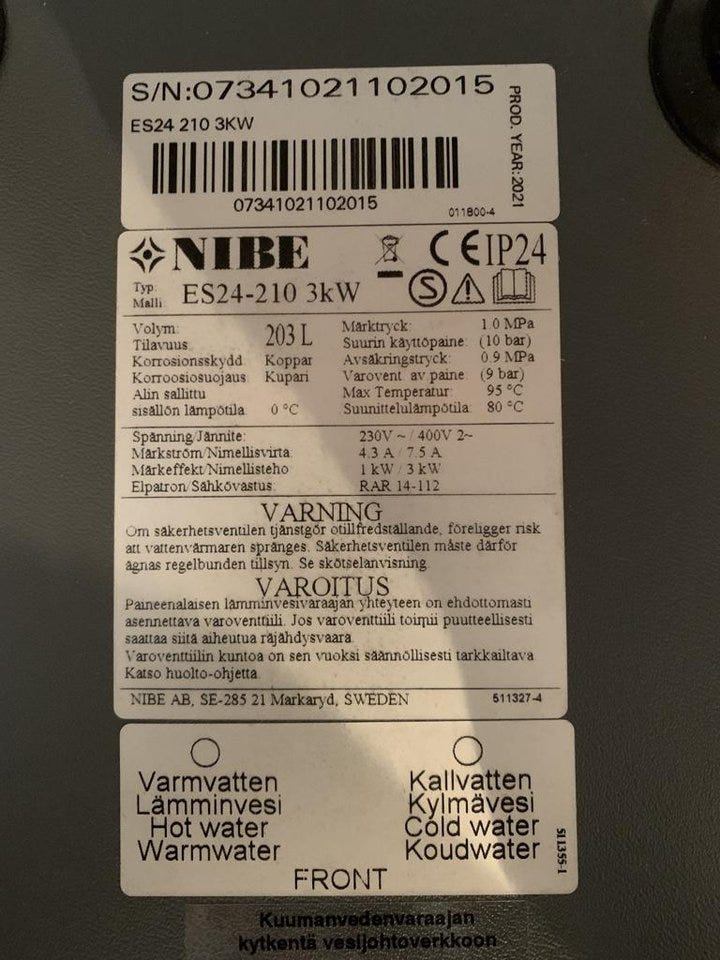 S/N:07341021102015
ES24 210 3KW
PROD. YEAR:2021
07341021102015
011800-4
NIBE
CE IP24
Typ:
Malli:
ES24-210 3kW
S
Volym:
Tilavuus
203 L
Korrosionsskydd Koppar
Korroosiosuojaus Kupari
Alin sallittu
sisällön lämpötila 0 °C
Märktryck: 1.0 MPa
Suurin käyttöpaine: (10 bar)
Avsäkringstryck: 0.9 MPa
Varovent. av paine: (9 bar)
Max Temperatur: 95 °C
Suunittelulämpötila: 80 °C
Spänning/Jännite: 230V ~ / 400V 2~
Märkström/Nimellisvirta: 4.3 A / 7.5 A
Märkeffekt/Nimellisteho 1 kW / 3 kW
Elpatron/Sähkövastus: RAR 14-112
VARNING
Om säkerhetsventilen tjänstgör otillfredställande, föreligger risk
att vattenvärmaren spränges. Säkerhetsventilen måste därför
ägnas regelbunden tillsyn. Se skötselanvisning.
VAROITUS
Paineenalaisen lämminvesivaraajan yhteyteen on ehdottomasti
asennettava varoventtiili. Jos varoventtiili toimii puutteellisesti
saattaa siitä aiheutua räjähdysvaara.
Varoventtiilin kuntoa on sen vuoksi säännöllisesti tarkkailtava
Katso huolto-ohjetta.
NIBE AB, SE-285 21 Markaryd, SWEDEN
511327-4
Varmvatten
Lämminvesi
Hot water
Warmwater
Kallvatten
Kylmävesi
Cold water
Koudwater
FRONT
511355-1
Kuumanvedenvaraajan
kytkentä vesijohtoverkkoon